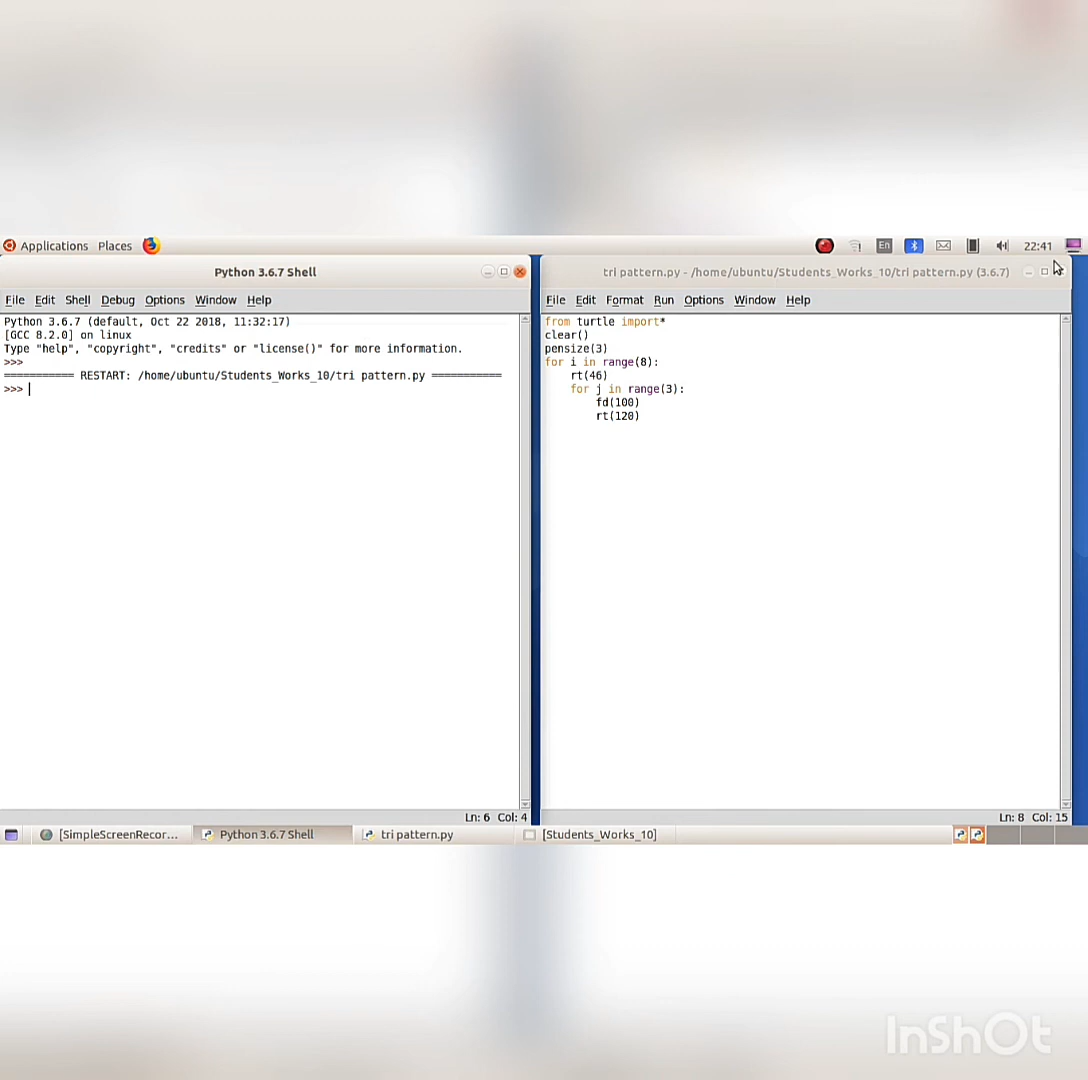 Applications Places En 22:41
Python 3.6.7 Shell
File Edit Shell Debug Options Window Help
Python 3.6.7 (default, Oct 22 2018, 11:32:17)
[GCC 8.2.0] on linux
Type "help", "copyright", "credits" or "license()" for more information.
>>>
=========== RESTART: /home/ubuntu/Students_Works_10/tri pattern.py ===========
>>>
Ln: 6 Col: 4
tri pattern.py - /home/ubuntu/Students_Works_10/tri pattern.py (3.6.7)
File Edit Format Run Options Window Help
from turtle import*
clear()
pensize(3)
for i in range(8):
    rt(46)
    for j in range(3):
        fd(100)
        rt(120)
Ln: 8 Col: 15
[SimpleScreenRecor... Python 3.6.7 Shell tri pattern.py [Students_Works_10]
InShOt